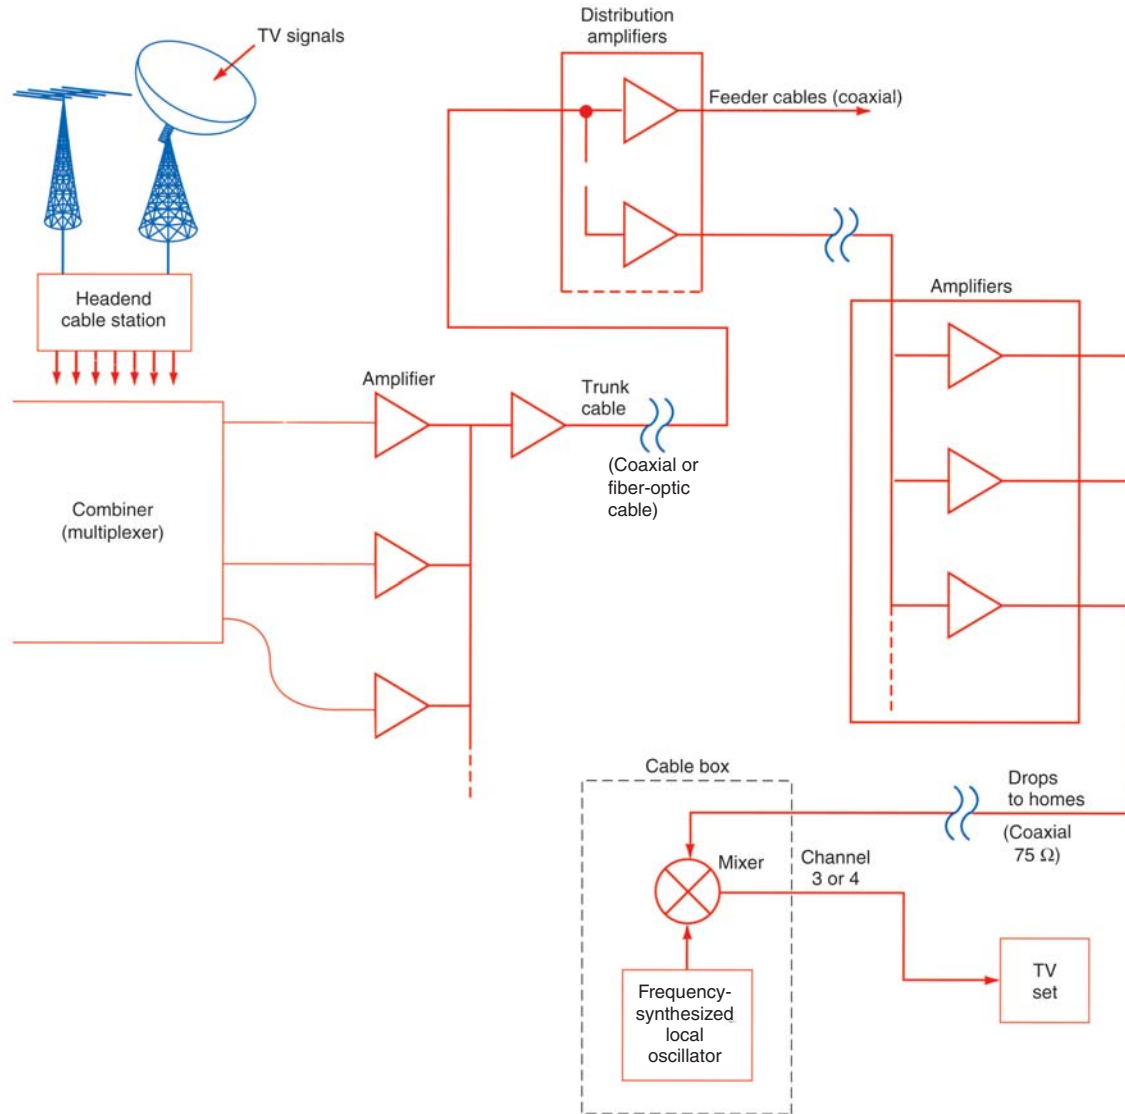 TV signals
Distribution
amplifiers
Feeder cables (coaxial)
Headend
cable station
Amplifiers
Amplifier
Trunk
cable
(Coaxial or
fiber-optic
cable)
Combiner
(multiplexer)
Cable box
Drops
to homes
(Coaxial
75 Ω)
Mixer
Channel
3 or 4
TV
set
Frequency-
synthesized
local
oscillator